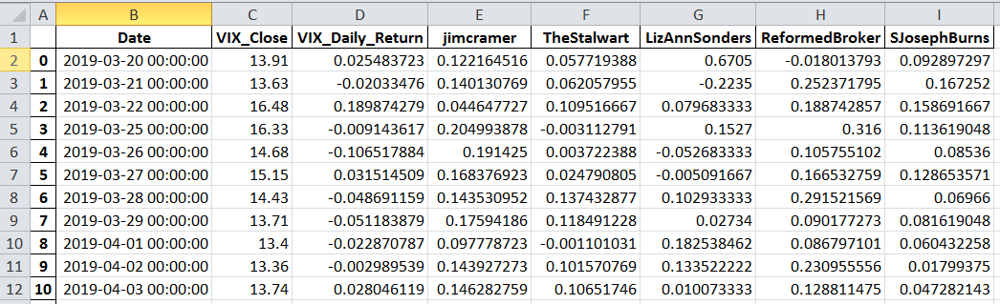 A B C D E F G H I
1 Date VIX_Close VIX_Daily_Return jimcramer TheStalwart LizAnnSonders ReformedBroker SJosephBurns
2 0 2019-03-20 00:00:00 13.91 0.025483723 0.122164516 0.057719388 0.6705 -0.018013793 0.092897297
3 1 2019-03-21 00:00:00 13.63 -0.02033476 0.140130769 0.062057955 -0.2235 0.252371795 0.167252
4 2 2019-03-22 00:00:00 16.48 0.189874279 0.044647727 0.109516667 0.079683333 0.188742857 0.158691667
5 3 2019-03-25 00:00:00 16.33 -0.009143617 0.204993878 -0.003112791 0.1527 0.316 0.113619048
6 4 2019-03-26 00:00:00 14.68 -0.106517884 0.191425 0.003722388 -0.052683333 0.105755102 0.08536
7 5 2019-03-27 00:00:00 15.15 0.031514509 0.168376923 0.024790805 -0.005091667 0.166532759 0.128653571
8 6 2019-03-28 00:00:00 14.43 -0.048691159 0.143530952 0.137432877 0.102933333 0.291521569 0.06966
9 7 2019-03-29 00:00:00 13.71 -0.051183879 0.17594186 0.118491228 0.02734 0.090177273 0.081619048
10 8 2019-04-01 00:00:00 13.4 -0.022870787 0.097778723 -0.001101031 0.182538462 0.086797101 0.060432258
11 9 2019-04-02 00:00:00 13.36 -0.002989539 0.143927273 0.101570769 0.133522222 0.230955556 0.01799375
12 10 2019-04-03 00:00:00 13.74 0.028046119 0.146282759 0.10651746 0.010073333 0.128811475 0.047282143